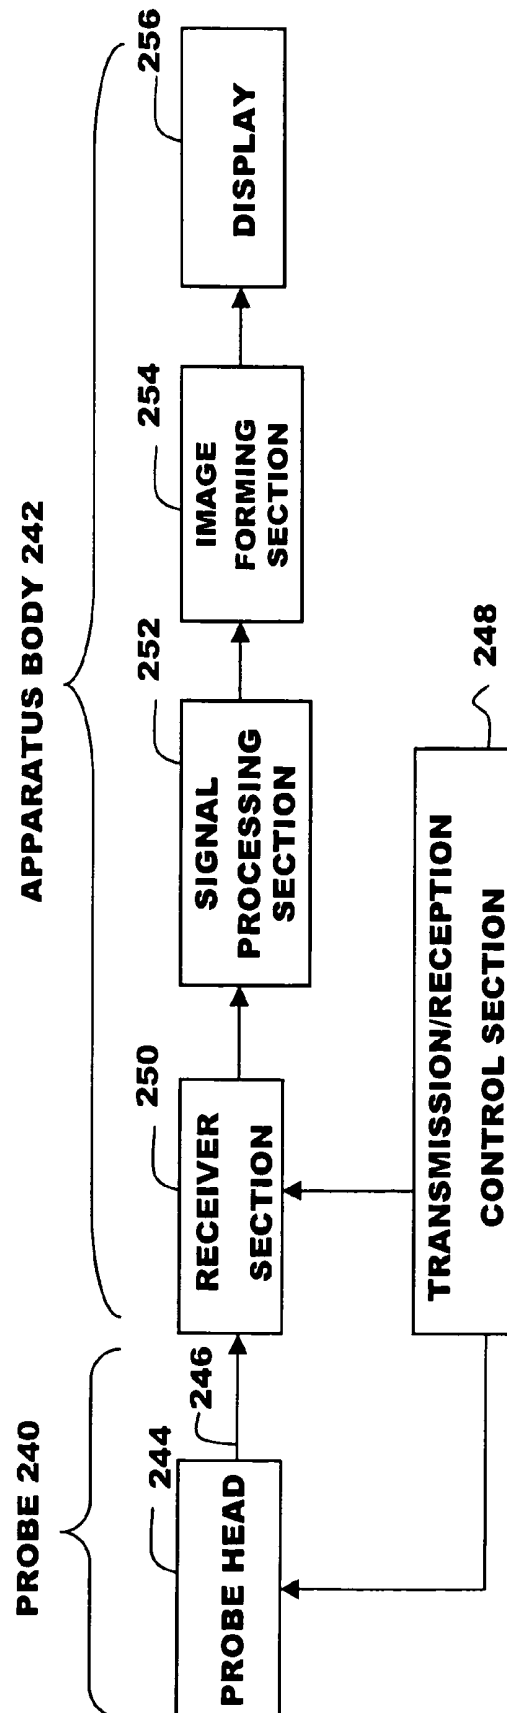 PROBE 240
APPARATUS BODY 242
244
246
250
252
254
256
PROBE HEAD
RECEIVER
SECTION
SIGNAL
PROCESSING
SECTION
IMAGE
FORMING
SECTION
DISPLAY
TRANSMISSION/RECEPTION
CONTROL SECTION
248